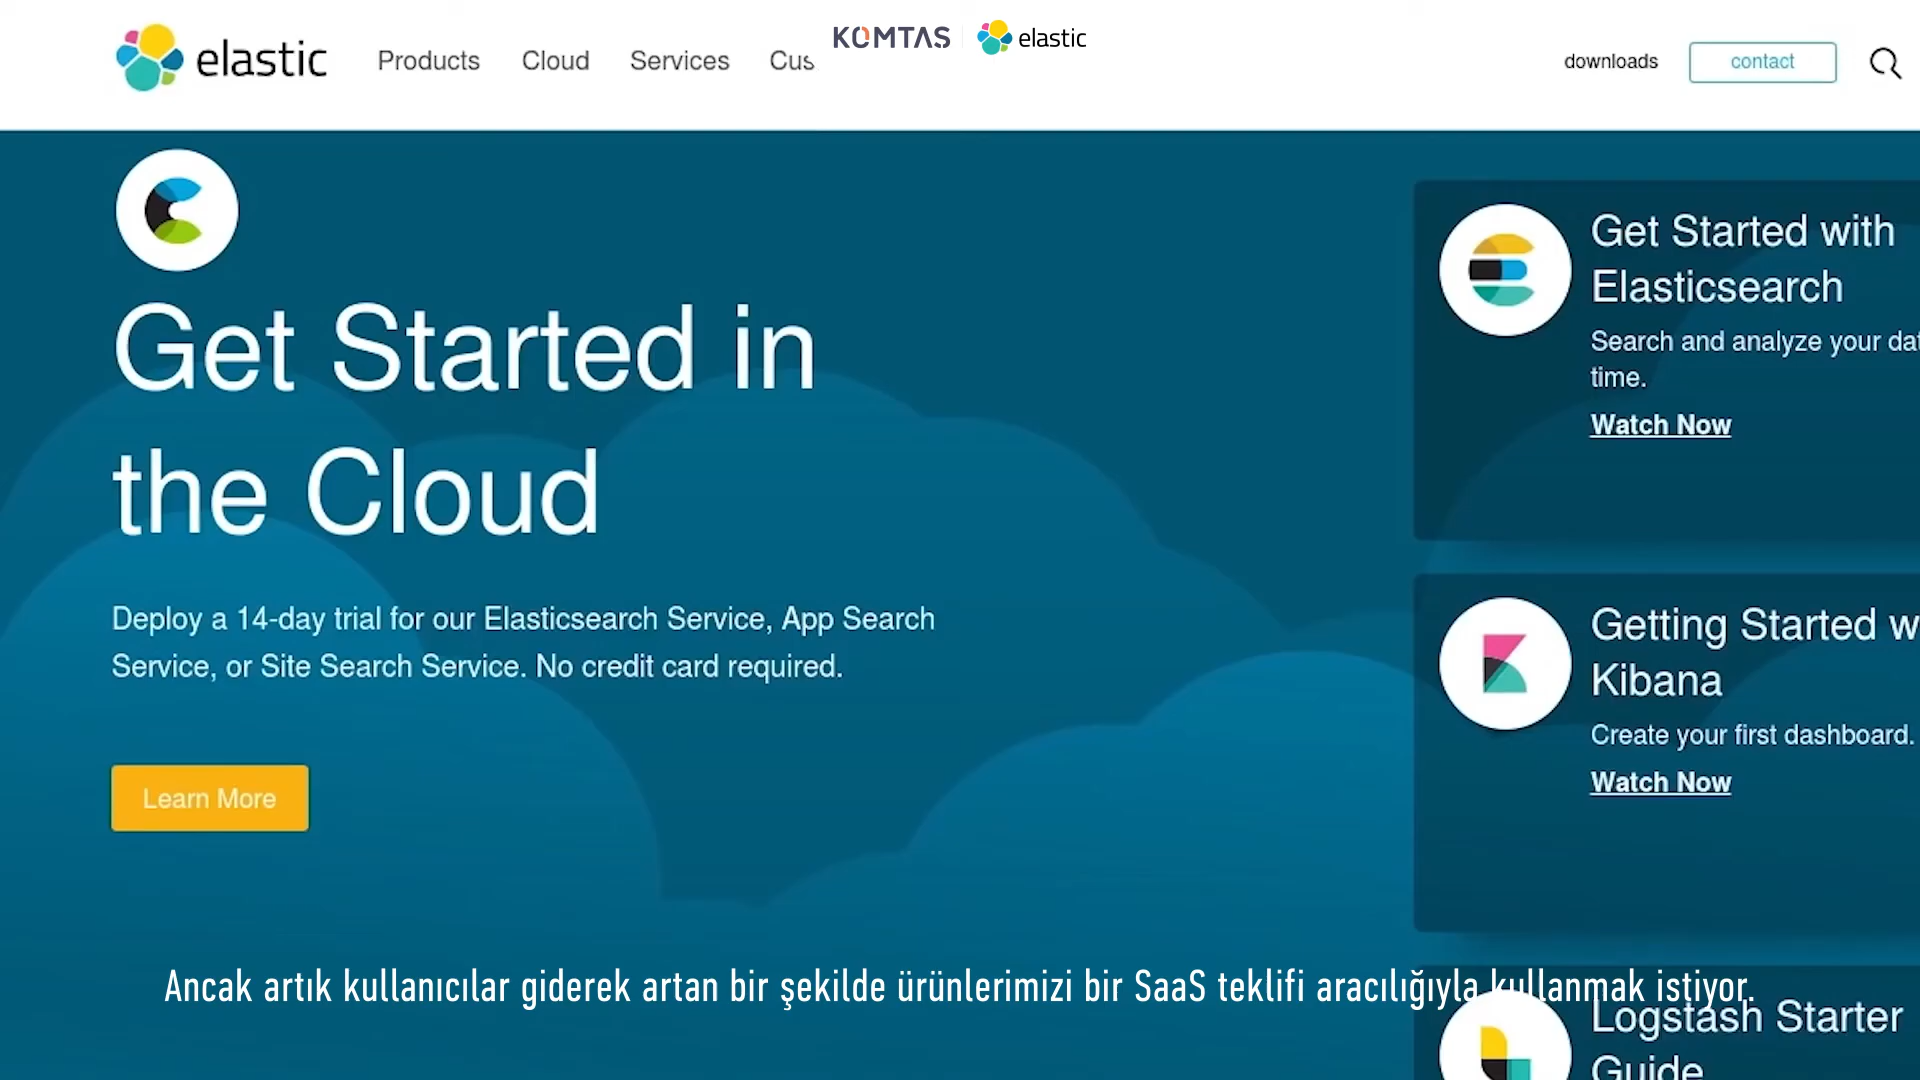 elastic
Products
Cloud
Services
KOMTAS
elastic
downloads
contact
Get Started in
the Cloud
Deploy a 14-day trial for our Elasticsearch Service, App Search
Service, or Site Search Service. No credit card required.
Learn More
Get Started with
Elasticsearch
Search and analyze your
time.
Watch Now
Getting Started
Kibana
Create your first dashboard.
Watch Now
Logstash Starter
Guide
Ancak artık kullanıcılar giderek artan bir şekilde ürünlerimizi bir SaaS teklifi aracılığıyla kullanmak istiyor.